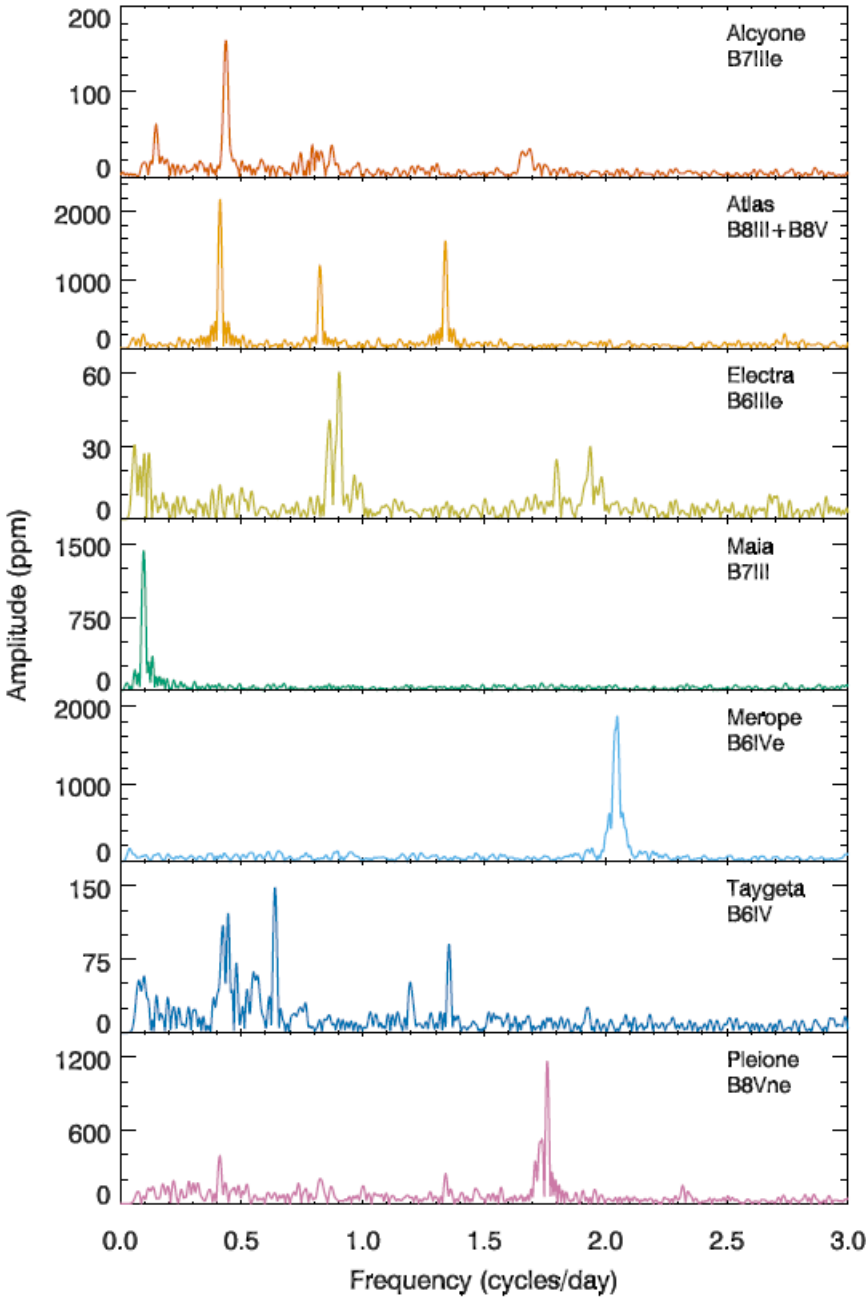 200
100
0
Alcyone
B7IIIe
2000
1000
0
Atlas
B8III+B8V
60
30
0
Electra
B6IIIe
1500
750
0
Maia
B7III
2000
1000
0
Merope
B6IVe
150
75
0
Taygeta
B6IV
1200
600
0
Pleione
B8Vne
Amplitude (ppm)
0.0 0.5 1.0 1.5 2.0 2.5 3.0
Frequency (cycles/day)